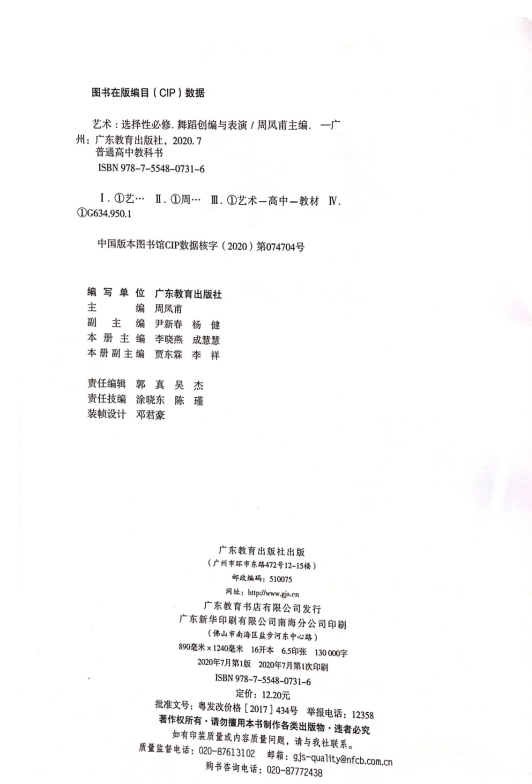 图书在版编目（CIP）数据
艺术：选择性必修. 舞蹈创编与表演 / 周凤甫主编. —广
州：广东教育出版社，2020.7
普通高中教科书
ISBN 978-7-5548-0731-6
Ⅰ. ①艺… Ⅱ. ①周… Ⅲ. ①艺术—高中—教材 Ⅳ.
①G634.950.1
中国版本图书馆CIP数据核字（2020）第074704号
编写单位 广东教育出版社
主 编 周凤甫
副主编 尹新春 杨 健
本册主编 李晓燕 成慧慧
本册副主编 贾东霖 李 祥
责任编辑 郭 真 吴 杰
责任技编 涂晓东 陈 瑾
装帧设计 邓君豪
广东教育出版社出版
（广州市环市东路472号12-15楼）
邮政编码：510075
网址：http://www.gjs.cn
广东教育书店有限公司发行
广东新华印刷有限公司南海分公司印刷
（佛山市南海区盐步河东中心路）
890毫米×1240毫米 16开本 6.5印张 130 000字
2020年7月第1版 2020年7月第1次印刷
ISBN 978-7-5548-0731-6
定价：12.20元
批准文号：粤发改价格［2017］434号 举报电话：12358
著作权所有·请勿擅用本书制作各类出版物·违者必究
如有印装质量或内容质量问题，请与我社联系。
质量监督电话：020-87613102 邮箱：gjs-quality@nfcb.com.cn
购书咨询电话：020-87772438